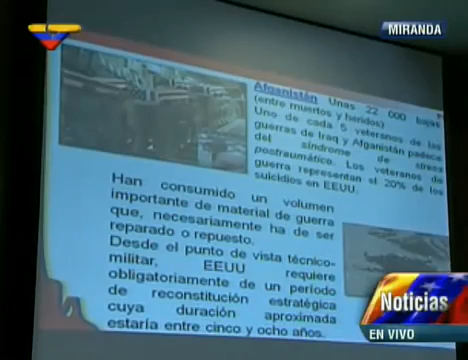 MIRANDA
Afganistán Unas 22 000 bajas
(entre muertos y heridos)
Uno de cada 5 veteranos de las
guerras de Iraq y Afganistán padece
del síndrome de stress
postraumático. Los veteranos de
guerra representan el 20% de los
suicidios en EEUU.
Han consumido un volumen
importante de material de guerra
que, necesariamente ha de ser
reparado o repuesto.
Desde el punto de vista técnico-
militar, EEUU requiere
obligatoriamente de un período
de reconstitución estratégica
cuya duración aproximada
estaría entre cinco y ocho años.
Noticias
EN VIVO